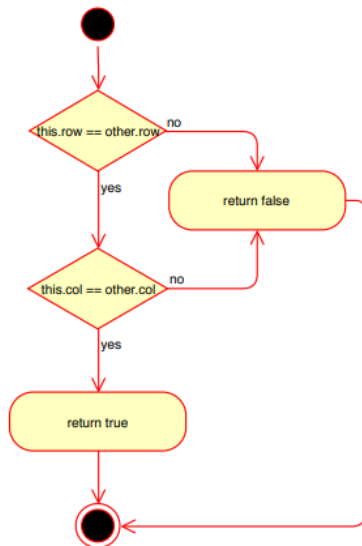 this.row == other.row
no
yes
return false
this.col == other.col
no
yes
return true